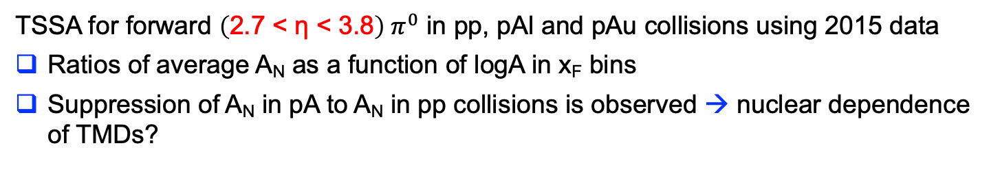 TSSA for forward (2.7 < η < 3.8) π⁰ in pp, pAl and pAu collisions using 2015 data
❑ Ratios of average A_N as a function of logA in x_F bins
❑ Suppression of A_N in pA to A_N in pp collisions is observed → nuclear dependence
of TMDs?